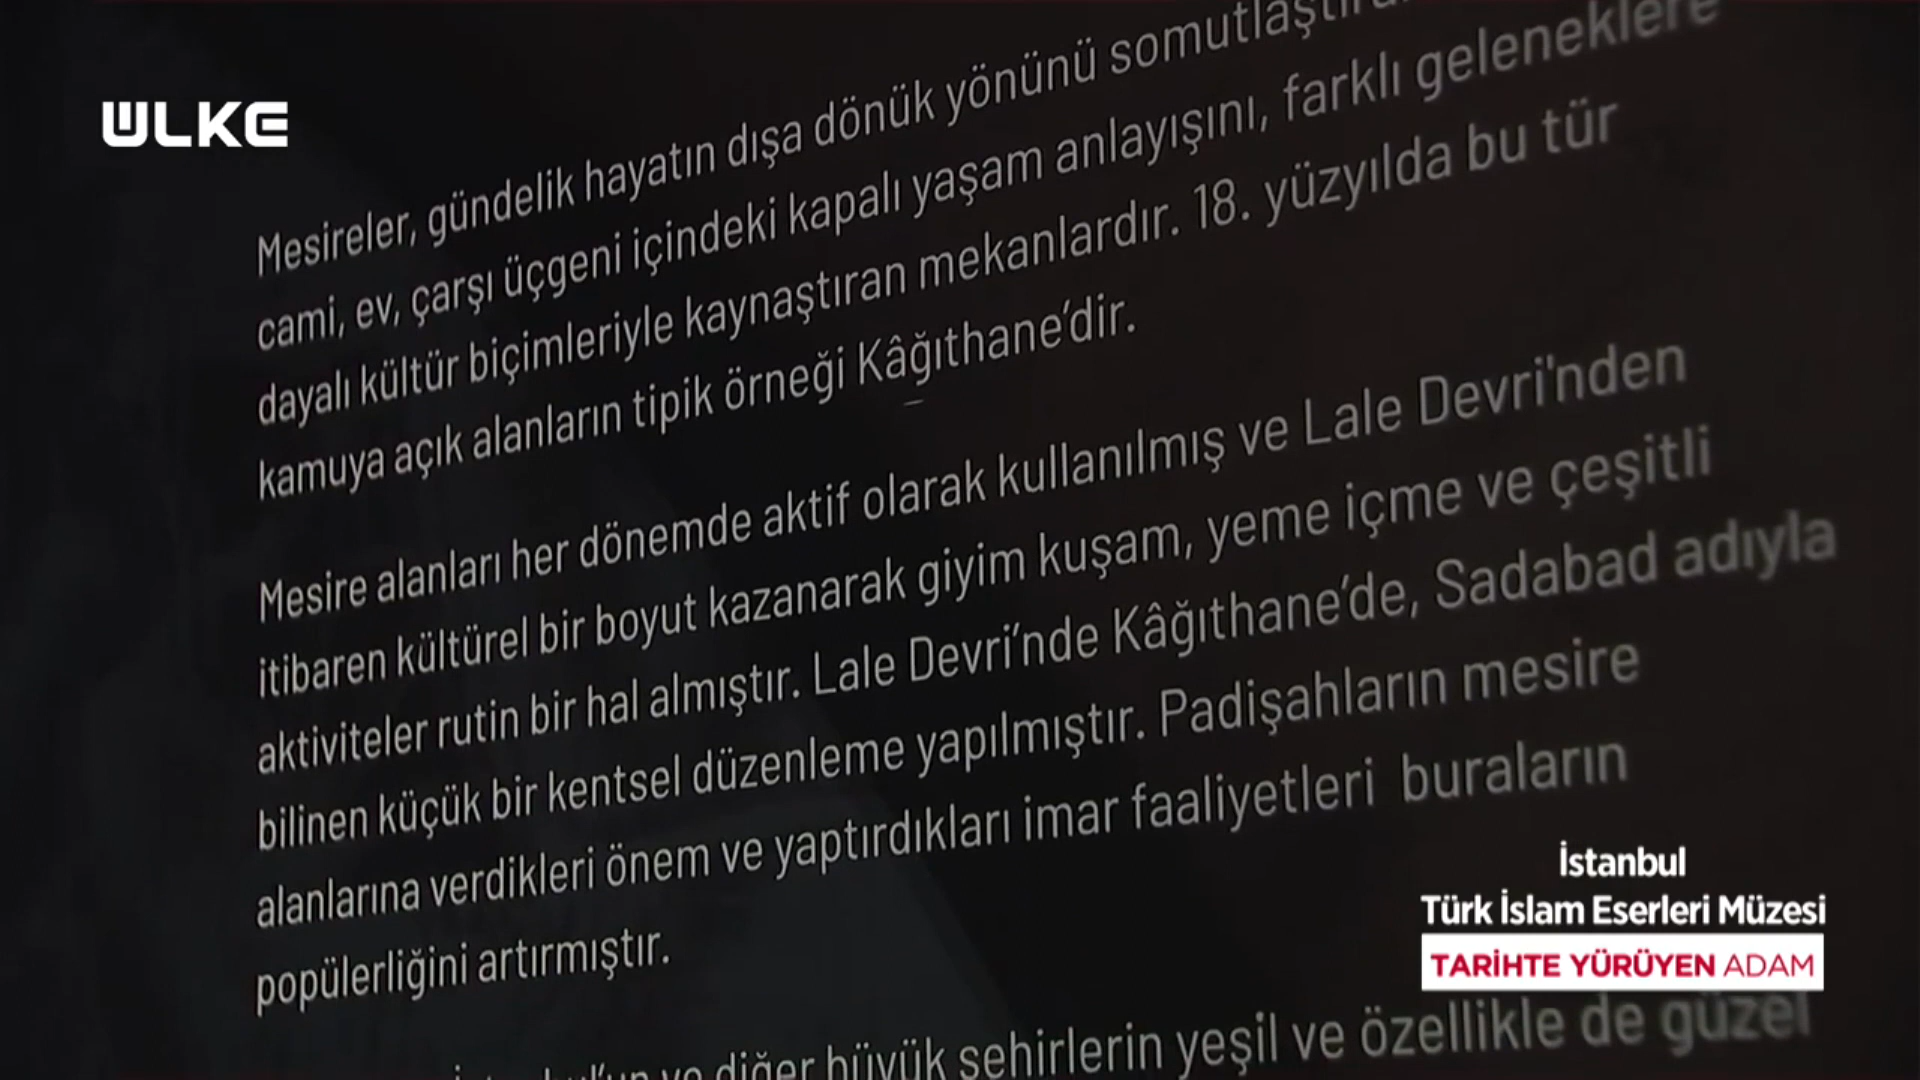 ÜLKE
Mesireler, gündelik hayatın dışa dönük yönünü
cami, ev, çarşı üçgeni içindeki kapalı yaşam anlayışını, farklı geleneklere
dayalı kültür biçimleriyle kaynaştıran mekanlardır. 18. yüzyılda bu tür
kamuya açık alanların tipik örneği Kâğıthane’dir.
Mesire alanları her dönemde aktif olarak kullanılmış ve Lale Devri'nden
itibaren kültürel bir boyut kazanarak giyim kuşam, yeme içme ve çeşitli
aktiviteler rutin bir hal almıştır. Lale Devri’nde Kâğıthane’de, Sadabad adıyla
bilinen küçük bir kentsel düzenleme yapılmıştır. Padişahların mesire
alanlarına verdikleri önem ve yaptırdıkları imar faaliyetleri buraların
popülerliğini artırmıştır.
ve diğer büyük şehirlerin yeşil ve özellikle de güzel
İstanbul
Türk İslam Eserleri Müzesi
TARİHTE YÜRÜYEN ADAM